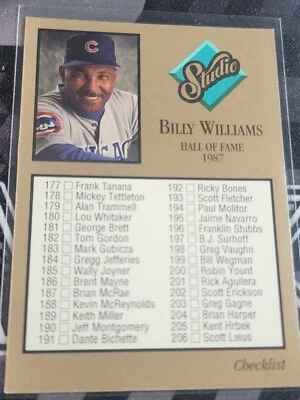 C
Studio
BILLY WILLIAMS
HALL OF FAME
1987
CUBS
CHICAGO
177 Frank Tanana
178 Mickey Tettleton
179 Alan Trammell
180 Lou Whitaker
181 George Brett
182 Tom Gordon
183 Mark Gubicza
184 Gregg Jefferies
185 Wally Joyner
186 Brent Mayne
187 Brian McRae
188 Kevin McReynolds
189 Keith Miller
190 Jeff Montgomery
191 Dante Bichette
192 Ricky Bones
193 Scott Fletcher
194 Paul Molitor
195 Jaime Navarro
196 Franklin Stubbs
197 B.J. Surhoff
198 Greg Vaughn
199 Bill Wegman
200 Robin Yount
201 Rick Aguilera
202 Scott Erickson
203 Greg Gagne
204 Brian Harper
205 Kent Hrbek
206 Scott Leius
Checklist